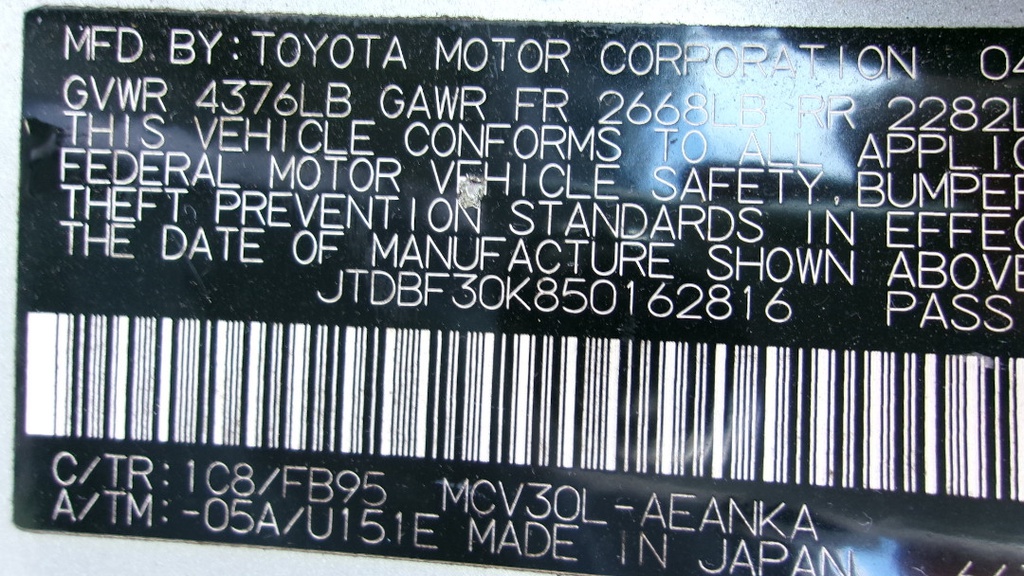 MFD. BY: TOYOTA MOTOR CORPORATION 04
GVWR 4376LB GAWR FR 2668LB RR 2282L
THIS VEHICLE CONFORMS TO ALL APPLIC
FEDERAL MOTOR VEHICLE SAFETY, BUMPER
THEFT PREVENTION STANDARDS IN EFFEC
THE DATE OF MANUFACTURE SHOWN ABOVE
JTDBF30K850162816 PASS
C/TR: 1C8/FB95 MCV30L-AEANKA
A/TM: -05A/U151E MADE IN JAPAN